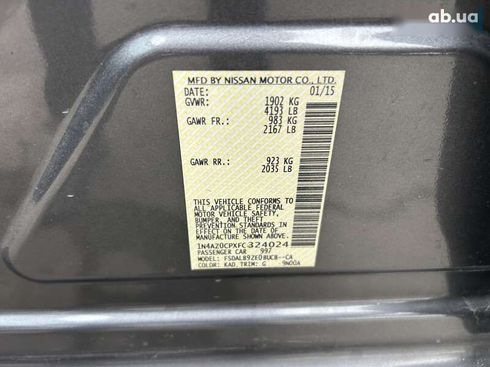 ab.ua
MFD BY NISSAN MOTOR CO., LTD.
DATE: 01/15
GVWR: 1902 KG
4193 LB
GAWR FR.: 983 KG
2167 LB
GAWR RR.: 923 KG
2035 LB
THIS VEHICLE CONFORMS TO ALL
APPLICABLE FEDERAL MOTOR
VEHICLE SAFETY, BUMPER,
AND THEFT PREVENTION
STANDARDS IN EFFECT ON
THE DATE OF MANUFACTURE
SHOWN ABOVE.
1N4AZ0CPXFC324024
PASSENGER CAR 997
MODEL:
COLOR: KAD, TRIM: G 9N00A